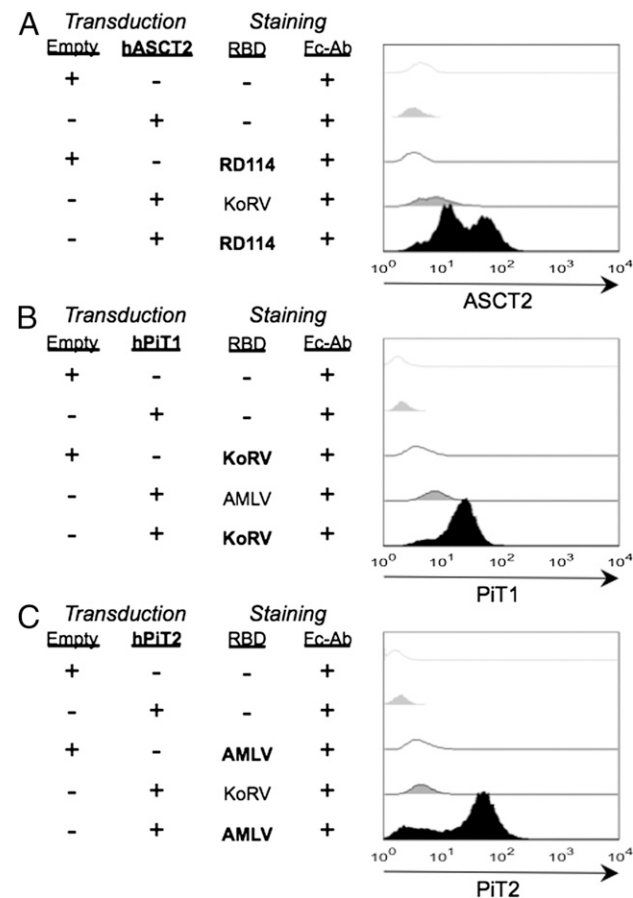 A Transduction Staining
Empty hASCT2 RBD Fc-Ab
+ - - +
- + - +
+ - RD114 +
- + KoRV +
- + RD114 +
10^0 10^1 10^2 10^3 10^4
ASCT2
B Transduction Staining
Empty hPiT1 RBD Fc-Ab
+ - - +
- + - +
+ - KoRV +
- + AMLV +
- + KoRV +
10^0 10^1 10^2 10^3 10^4
PiT1
C Transduction Staining
Empty hPiT2 RBD Fc-Ab
+ - - +
- + - +
+ - AMLV +
- + KoRV +
- + AMLV +
10^0 10^1 10^2 10^3 10^4
PiT2